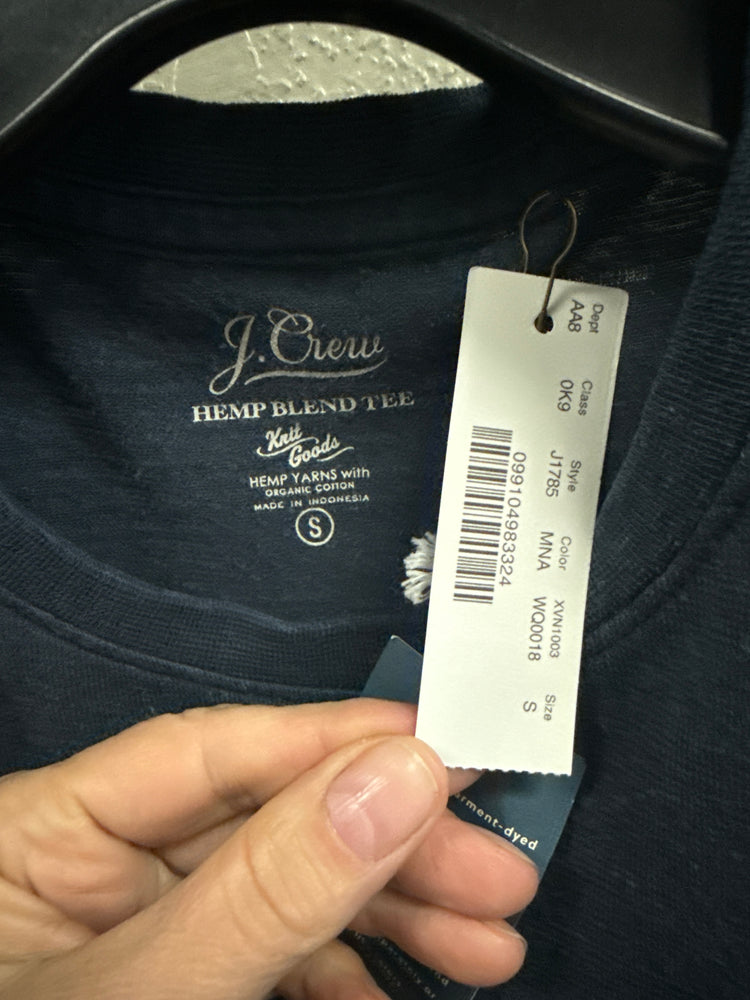 J.Crew
HEMP BLEND TEE
Knit
Goods
HEMP YARNS with
ORGANIC COTTON
MADE IN INDONESIA
S
Dept Class Style Color XVN1003 Size
AA8 0K9 J1785 MNA WQ0018 S
099104983324
arment-dyed